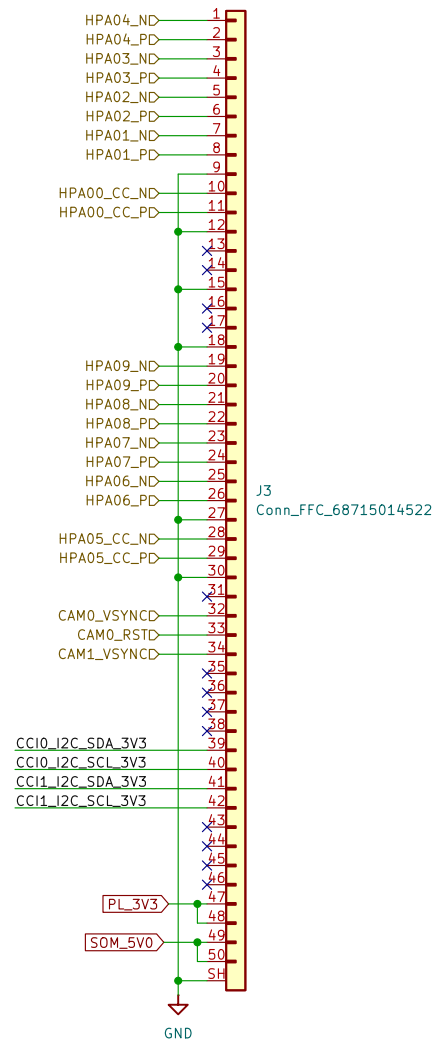 HPA04_N 1
HPA04_P 2
HPA03_N 3
HPA03_P 4
HPA02_N 5
HPA02_P 6
HPA01_N 7
HPA01_P 8
9
HPA00_CC_N 10
HPA00_CC_P 11
12
13
14
15
16
17
18
HPA09_N 19
HPA09_P 20
HPA08_N 21
HPA08_P 22
HPA07_N 23
HPA07_P 24
HPA06_N 25
HPA06_P 26
27
HPA05_CC_N 28
HPA05_CC_P 29
30
31
CAM0_VSYNC 32
CAM0_RST 33
CAM1_VSYNC 34
35
36
37
38
CCI0_I2C_SDA_3V3 39
CCI0_I2C_SCL_3V3 40
CCI1_I2C_SDA_3V3 41
CCI1_I2C_SCL_3V3 42
43
44
45
46
PL_3V3 47
48
SOM_5V0 49
50
SH
GND
J3
Conn_FFC_68715014522